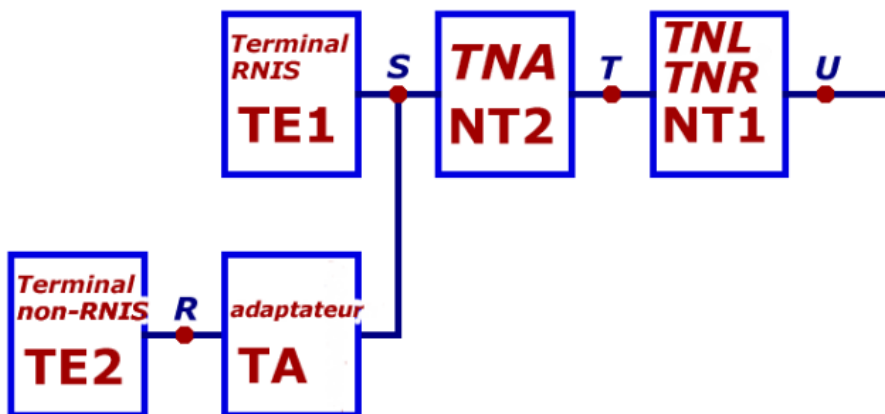 Terminal
RNIS
TE1
S
TNA
NT2
T
TNL
TNR
NT1
U
Terminal
non-RNIS
TE2
R
adaptateur
TA